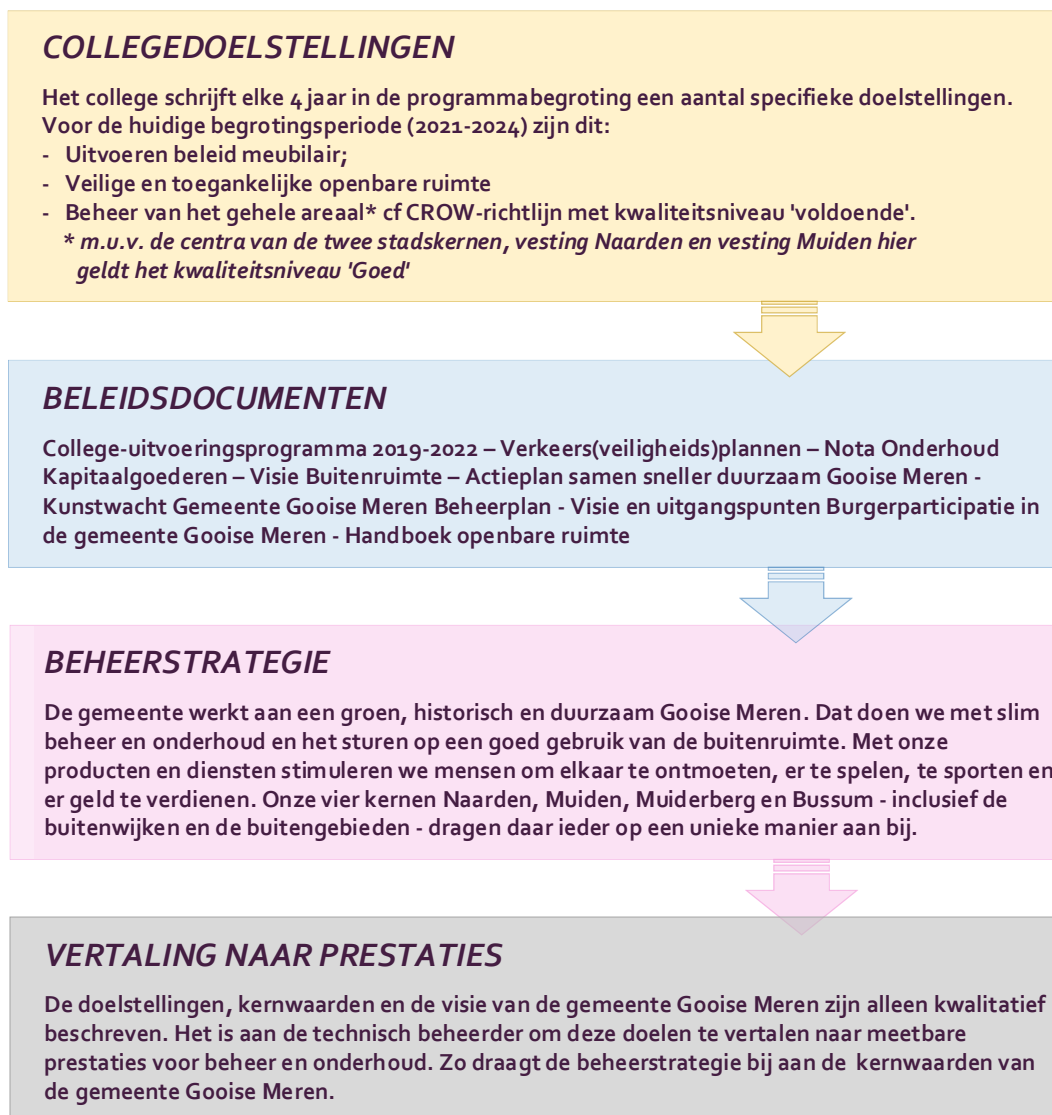 COLLEGEDOELSTELLINGEN
Het college schrijft elke 4 jaar in de programmabegroting een aantal specifieke doelstellingen.
Voor de huidige begrotingsperiode (2021-2024) zijn dit:
- Uitvoeren beleid meubilair;
- Veilige en toegankelijke openbare ruimte
- Beheer van het gehele areaal* cf CROW-richtlijn met kwaliteitsniveau 'voldoende'.
* m.u.v. de centra van de twee stadskernen, vesting Naarden en vesting Muiden hier
geldt het kwaliteitsniveau 'Goed'
BELEIDSDOCUMENTEN
College-uitvoeringsprogramma 2019-2022 – Verkeers(veiligheids)plannen – Nota Onderhoud
Kapitaalgoederen – Visie Buitenruimte – Actieplan samen sneller duurzaam Gooise Meren -
Kunstwacht Gemeente Gooise Meren Beheerplan - Visie en uitgangspunten Burgerparticipatie in
de gemeente Gooise Meren - Handboek openbare ruimte
BEHEERSTRATEGIE
De gemeente werkt aan een groen, historisch en duurzaam Gooise Meren. Dat doen we met slim
beheer en onderhoud en het sturen op een goed gebruik van de buitenruimte. Met onze
producten en diensten stimuleren we mensen om elkaar te ontmoeten, er te spelen, te sporten en
er geld te verdienen. Onze vier kernen Naarden, Muiden, Muiderberg en Bussum - inclusief de
buitenwijken en de buitengebieden - dragen daar ieder op een unieke manier aan bij.
VERTALING NAAR PRESTATIES
De doelstellingen, kernwaarden en de visie van de gemeente Gooise Meren zijn alleen kwalitatief
beschreven. Het is aan de technisch beheerder om deze doelen te vertalen naar meetbare
prestaties voor beheer en onderhoud. Zo draagt de beheerstrategie bij aan de kernwaarden van
de gemeente Gooise Meren.